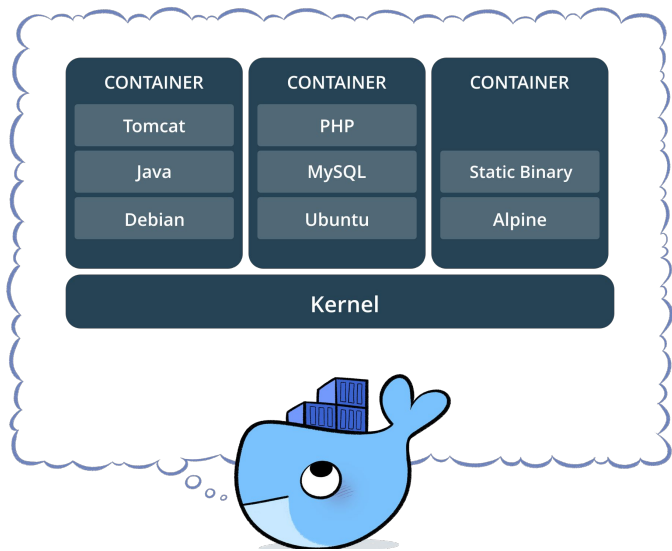 CONTAINER
Tomcat
Java
Debian
CONTAINER
PHP
MySQL
Ubuntu
CONTAINER
Static Binary
Alpine
Kernel